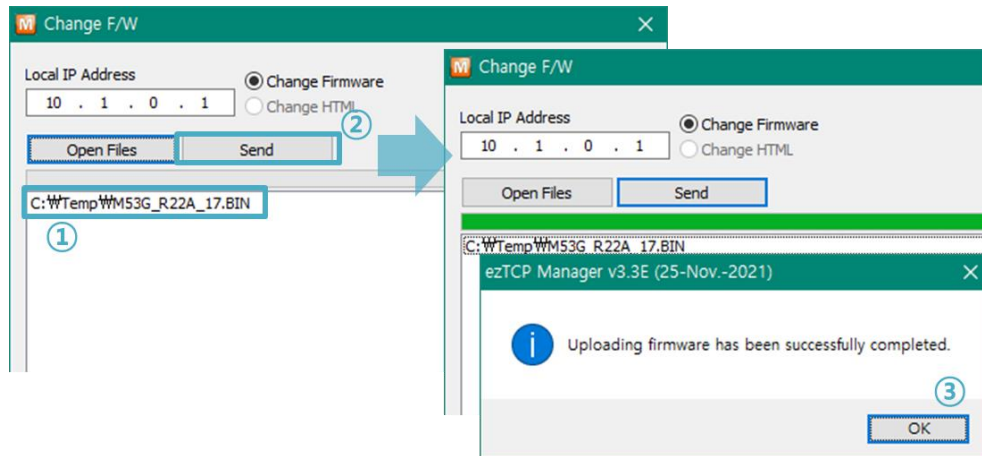 M Change F/W
Local IP Address
Change Firmware
10 . 1 . 0 . 1
Change HTML
②
Open Files
Send
C:₩Temp₩M53G_R22A_17.BIN
①
M Change F/W
Local IP Address
Change Firmware
10 . 1 . 0 . 1
Change HTML
Open Files
Send
C:₩Temp₩M53G_R22A_17.BIN
ezTCP Manager v3.3E (25-Nov.-2021)
i
Uploading firmware has been successfully completed.
③
OK